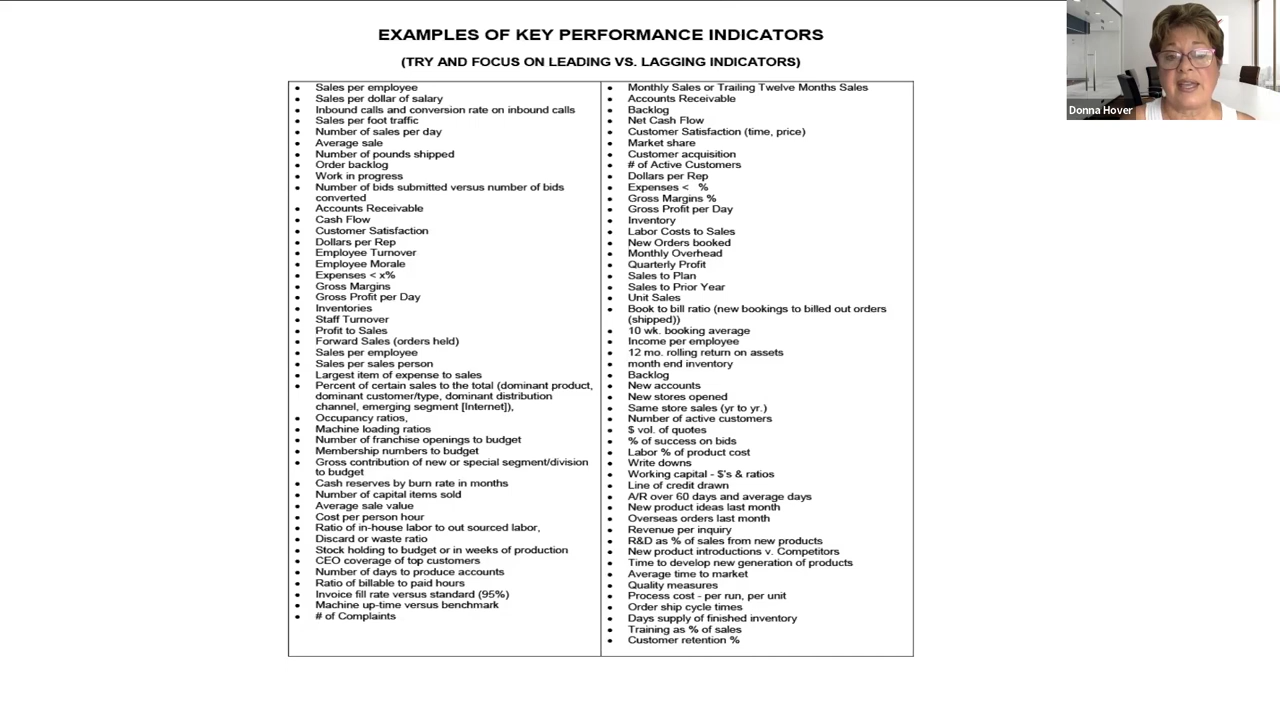 EXAMPLES OF KEY PERFORMANCE INDICATORS
(TRY AND FOCUS ON LEADING VS. LAGGING INDICATORS)
• Sales per employee
• Sales per dollar of salary
• Inbound calls and conversion rate on inbound calls
• Sales per foot traffic
• Number of sales per day
• Average sale
• Number of pounds shipped
• Order backlog
• Work in progress
• Number of bids submitted versus number of bids
converted
• Accounts Receivable
• Cash Flow
• Customer Satisfaction
• Dollars per Rep
• Employee Turnover
• Employee Morale
• Expenses < x%
• Gross Margins
• Gross Profit per Day
• Inventories
• Staff Turnover
• Profit to Sales
• Forward Sales (orders held)
• Sales per employee
• Sales per sales person
• Largest item of expense to sales
• Percent of certain sales to the total (dominant product,
dominant customer/type, dominant distribution
channel, emerging segment [Internet]),
• Occupancy ratios,
• Machine loading ratios
• Number of franchise openings to budget
• Membership numbers to budget
• Gross contribution of new or special segment/division
to budget
• Cash reserves by burn rate in months
• Number of capital items sold
• Average sale value
• Cost per person hour
• Ratio of in-house labor to out sourced labor,
• Discard or waste ratio
• Stock holding to budget or in weeks of production
• CEO coverage of top customers
• Number of days to produce accounts
• Ratio of billable to paid hours
• Invoice fill rate versus standard (95%)
• Machine up-time versus benchmark
• # of Complaints
• Monthly Sales or Trailing Twelve Months Sales
• Accounts Receivable
• Backlog
• Net Cash Flow
• Customer Satisfaction (time, price)
• Market share
• Customer acquisition
• # of Active Customers
• Dollars per Rep
• Expenses < %
• Gross Margins %
• Gross Profit per Day
• Inventory
• Labor Costs to Sales
• New Orders booked
• Monthly Overhead
• Quarterly Profit
• Sales to Plan
• Sales to Prior Year
• Unit Sales
• Book to bill ratio (new bookings to billed out orders
(shipped))
• 10 wk. booking average
• Income per employee
• 12 mo. rolling return on assets
• month end inventory
• Backlog
• New accounts
• New stores opened
• Same store sales (yr to yr.)
• Number of active customers
• $ vol. of quotes
• % of success on bids
• Labor % of product cost
• Write downs
• Working capital - $'s & ratios
• Line of credit drawn
• A/R over 60 days and average days
• New product ideas last month
• Overseas orders last month
• Revenue per inquiry
• R&D as % of sales from new products
• New product introductions v. Competitors
• Time to develop new generation of products
• Average time to market
• Quality measures
• Process cost - per run, per unit
• Order ship cycle times
• Days supply of finished inventory
• Training as % of sales
• Customer retention %
Donna Hover